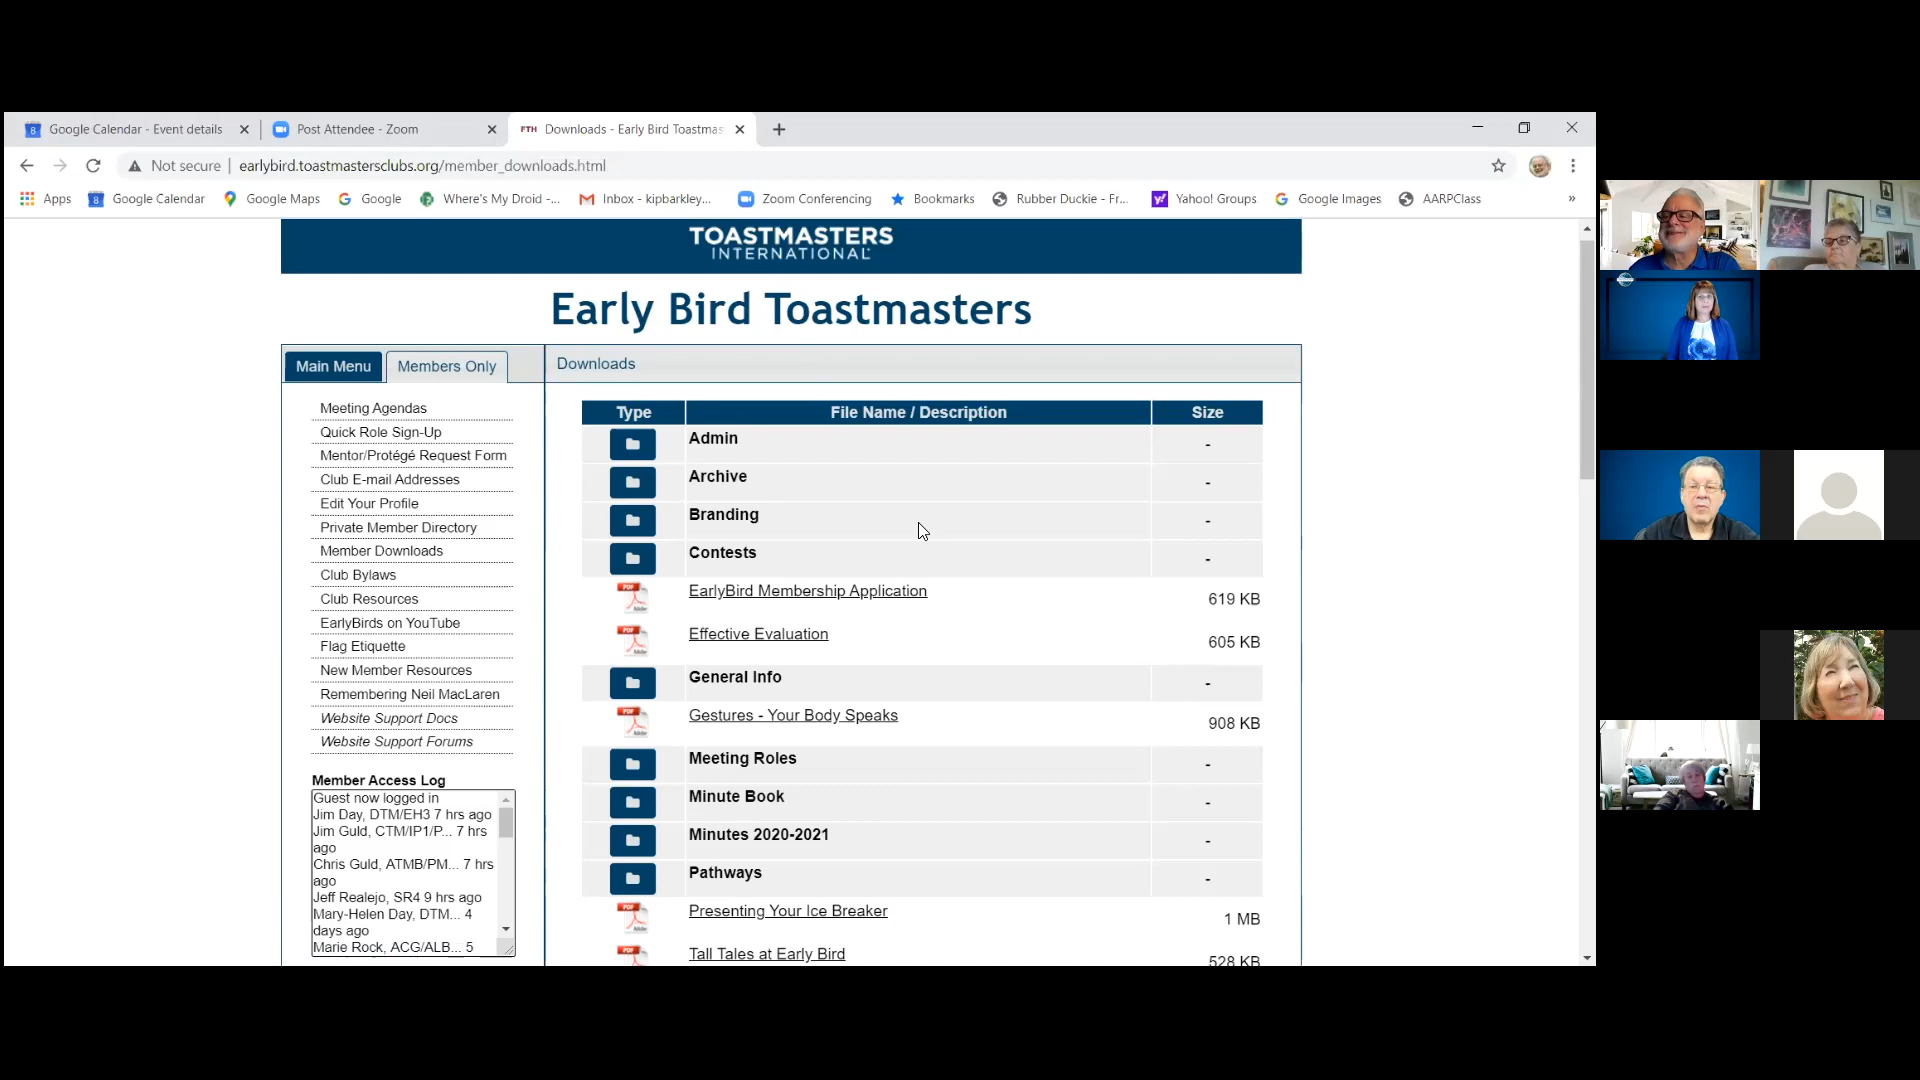 Google Calendar - Event details
Post Attendee - Zoom
FTH Downloads - Early Bird Toastmas
Not secure | earlybird.toastmastersclubs.org/member_downloads.html
Apps
8 Google Calendar
Google Maps
Google
Where's My Droid -...
Inbox - kipbarkley...
Zoom Conferencing
Bookmarks
Rubber Duckie - Fr...
Yahoo! Groups
Google Images
AARPClass
»
TOASTMASTERS
INTERNATIONAL
Early Bird Toastmasters
Main Menu
Members Only
Meeting Agendas
Quick Role Sign-Up
Mentor/Protégé Request Form
Club E-mail Addresses
Edit Your Profile
Private Member Directory
Member Downloads
Club Bylaws
Club Resources
EarlyBirds on YouTube
Flag Etiquette
New Member Resources
Remembering Neil MacLaren
Website Support Docs
Website Support Forums
Member Access Log
Guest now logged in
Jim Day, DTM/EH3 7 hrs ago
Jim Guld, CTM/IP1/P... 7 hrs
ago
Chris Guld, ATMB/PM... 7 hrs
ago
Jeff Realejo, SR4 9 hrs ago
Mary-Helen Day, DTM... 4
days ago
Marie Rock, ACG/ALB... 5
Downloads
Type File Name / Description Size
Admin -
Archive -
Branding -
Contests -
EarlyBird Membership Application 619 KB
Effective Evaluation 605 KB
General Info -
Gestures - Your Body Speaks 908 KB
Meeting Roles -
Minute Book -
Minutes 2020-2021 -
Pathways -
Presenting Your Ice Breaker 1 MB
Tall Tales at Early Bird 528 KB